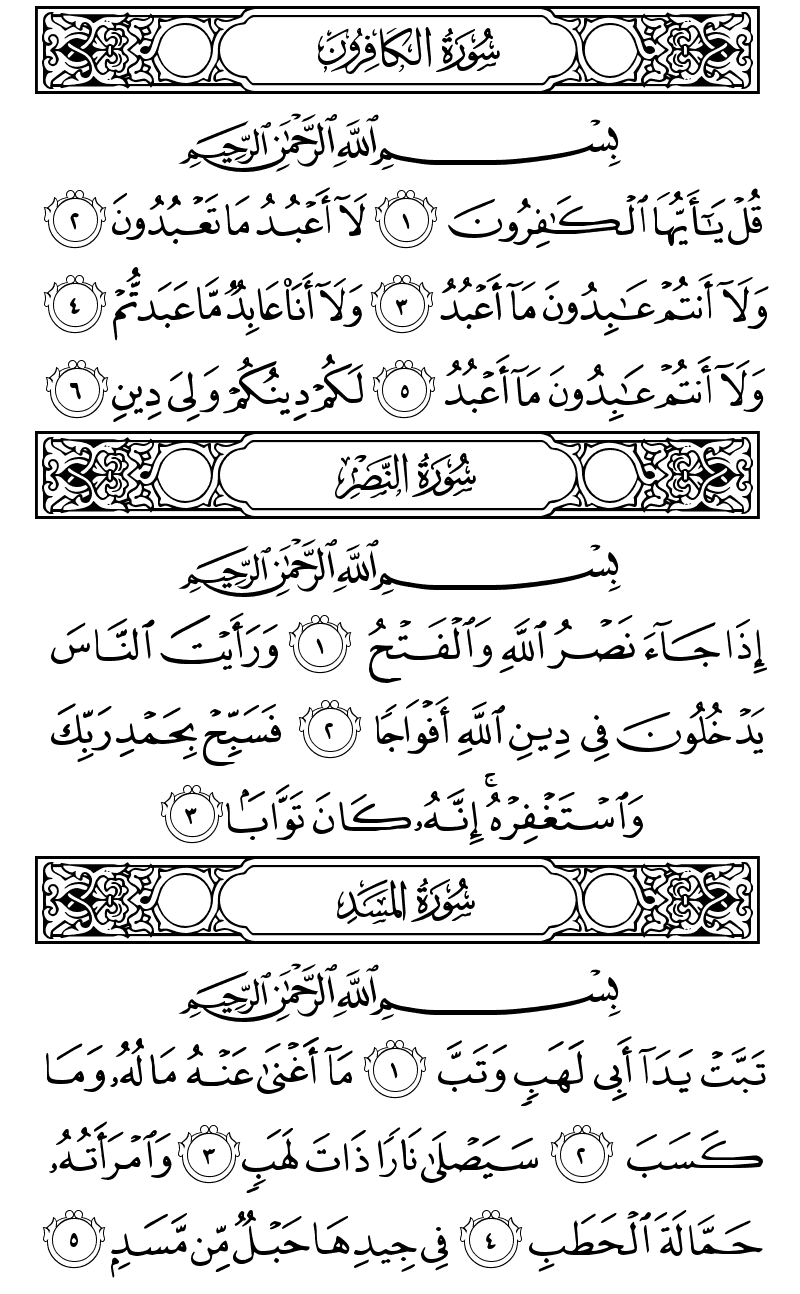 سُورَةُ الكَافِرُونَ
بِسْمِ ٱللَّهِ ٱلرَّحْمَٰنِ ٱلرَّحِيمِ
قُلْ يَٰٓأَيُّهَا ٱلْكَٰفِرُونَ ١ لَآ أَعْبُدُ مَا تَعْبُدُونَ ٢
وَلَآ أَنتُمْ عَٰبِدُونَ مَآ أَعْبُدُ ٣ وَلَآ أَنَا۠ عَابِدٌ مَّا عَبَدتُّمْ ٤
وَلَآ أَنتُمْ عَٰبِدُونَ مَآ أَعْبُدُ ٥ لَكُمْ دِينُكُمْ وَلِىَ دِينِ ٦
سُورَةُ النَّصْرِ
بِسْمِ ٱللَّهِ ٱلرَّحْمَٰنِ ٱلرَّحِيمِ
إِذَا جَآءَ نَصْرُ ٱللَّهِ وَٱلْفَتْحُ ١ وَرَأَيْتَ ٱلنَّاسَ
يَدْخُلُونَ فِى دِينِ ٱللَّهِ أَفْوَاجًا ٢ فَسَبِّحْ بِحَمْدِ رَبِّكَ
وَٱسْتَغْفِرْهُ ۚ إِنَّهُۥ كَانَ تَوَّابًۢا ٣
سُورَةُ المَسَدِ
بِسْمِ ٱللَّهِ ٱلرَّحْمَٰنِ ٱلرَّحِيمِ
تَبَّتْ يَدَآ أَبِى لَهَبٍ وَتَبَّ ١ مَآ أَغْنَىٰ عَنْهُ مَالُهُۥ وَمَا
كَسَبَ ٢ سَيَصْلَىٰ نَارًا ذَاتَ لَهَبٍ ٣ وَٱمْرَأَتُهُۥ
حَمَّالَةَ ٱلْحَطَبِ ٤ فِى جِيدِهَا حَبْلٌ مِّن مَّسَدٍۭ ٥